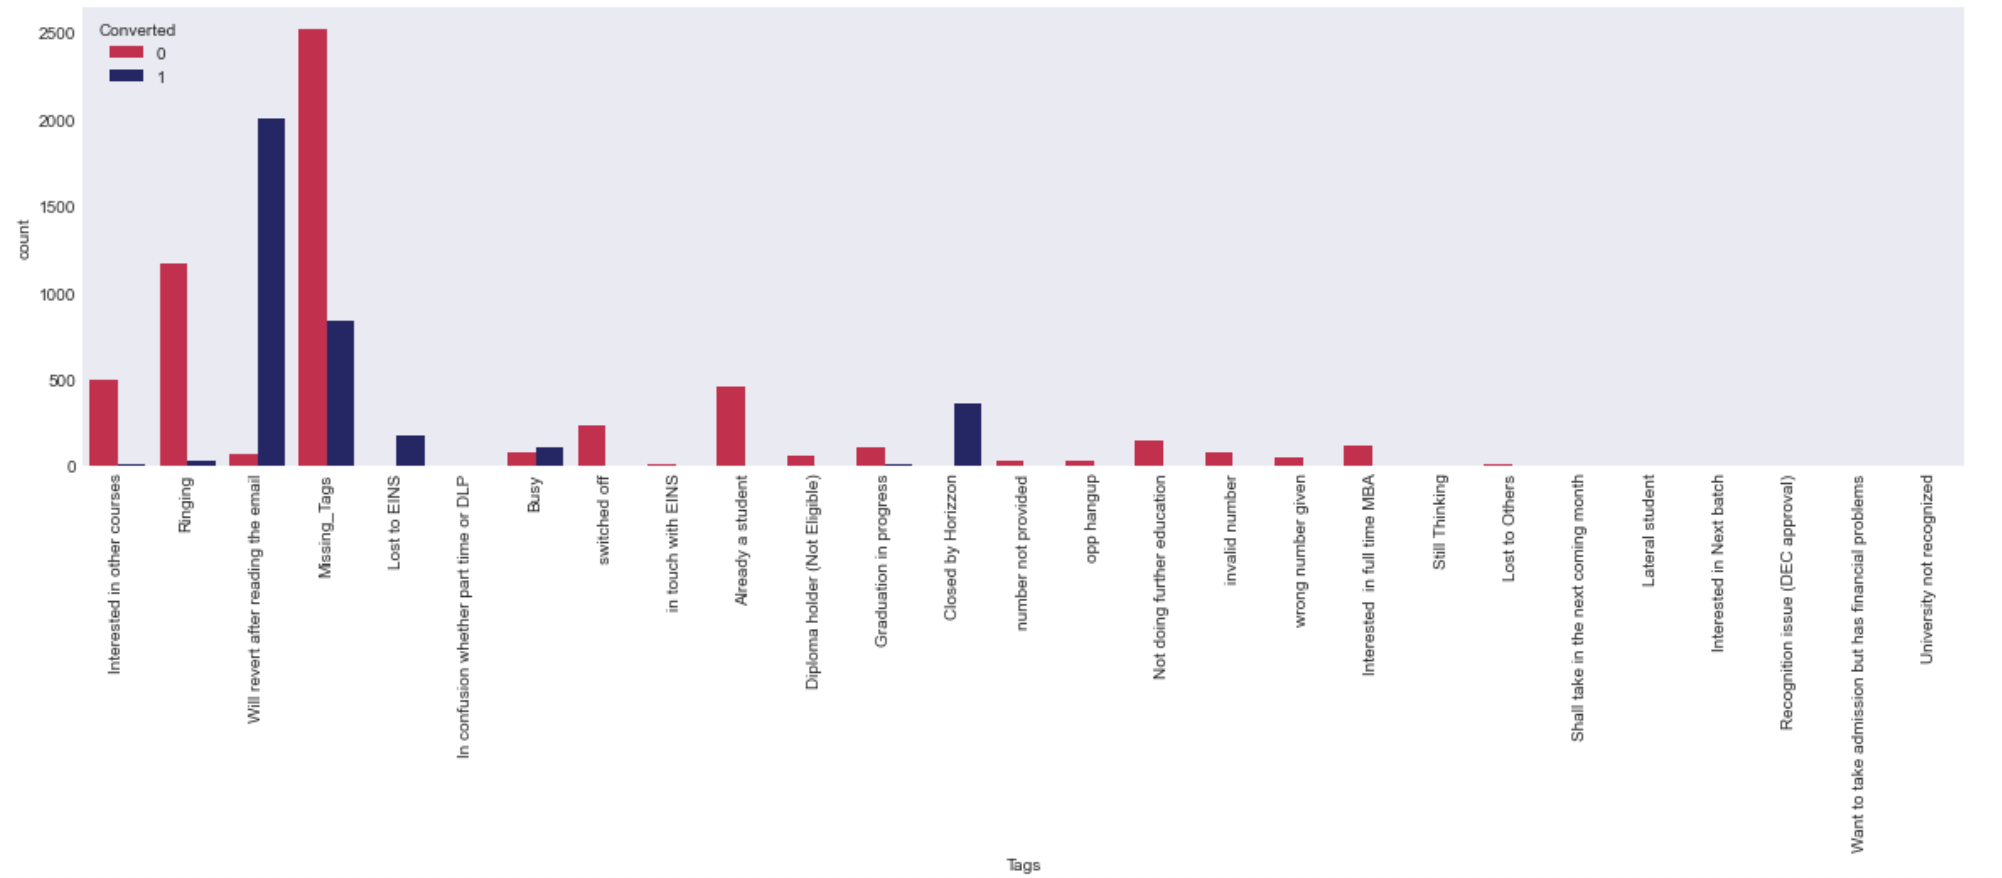 Converted
0
1
2500
2000
1500
1000
500
0
count
Interested in other courses
Ringing
Will revert after reading the email
Missing_Tags
Lost to EINS
In confusion whether part time or DLP
Busy
switched off
in touch with EINS
Already a student
Diploma holder (Not Eligible)
Graduation in progress
Closed by Horizzon
number not provided
opp hangup
Not doing further education
invalid number
wrong number given
Interested  in full time MBA
Still Thinking
Lost to Others
Shall take in the next coming month
Lateral student
Interested in Next batch
Recognition issue (DEC approval)
Want to take admission but has financial problems
University not recognized
Tags